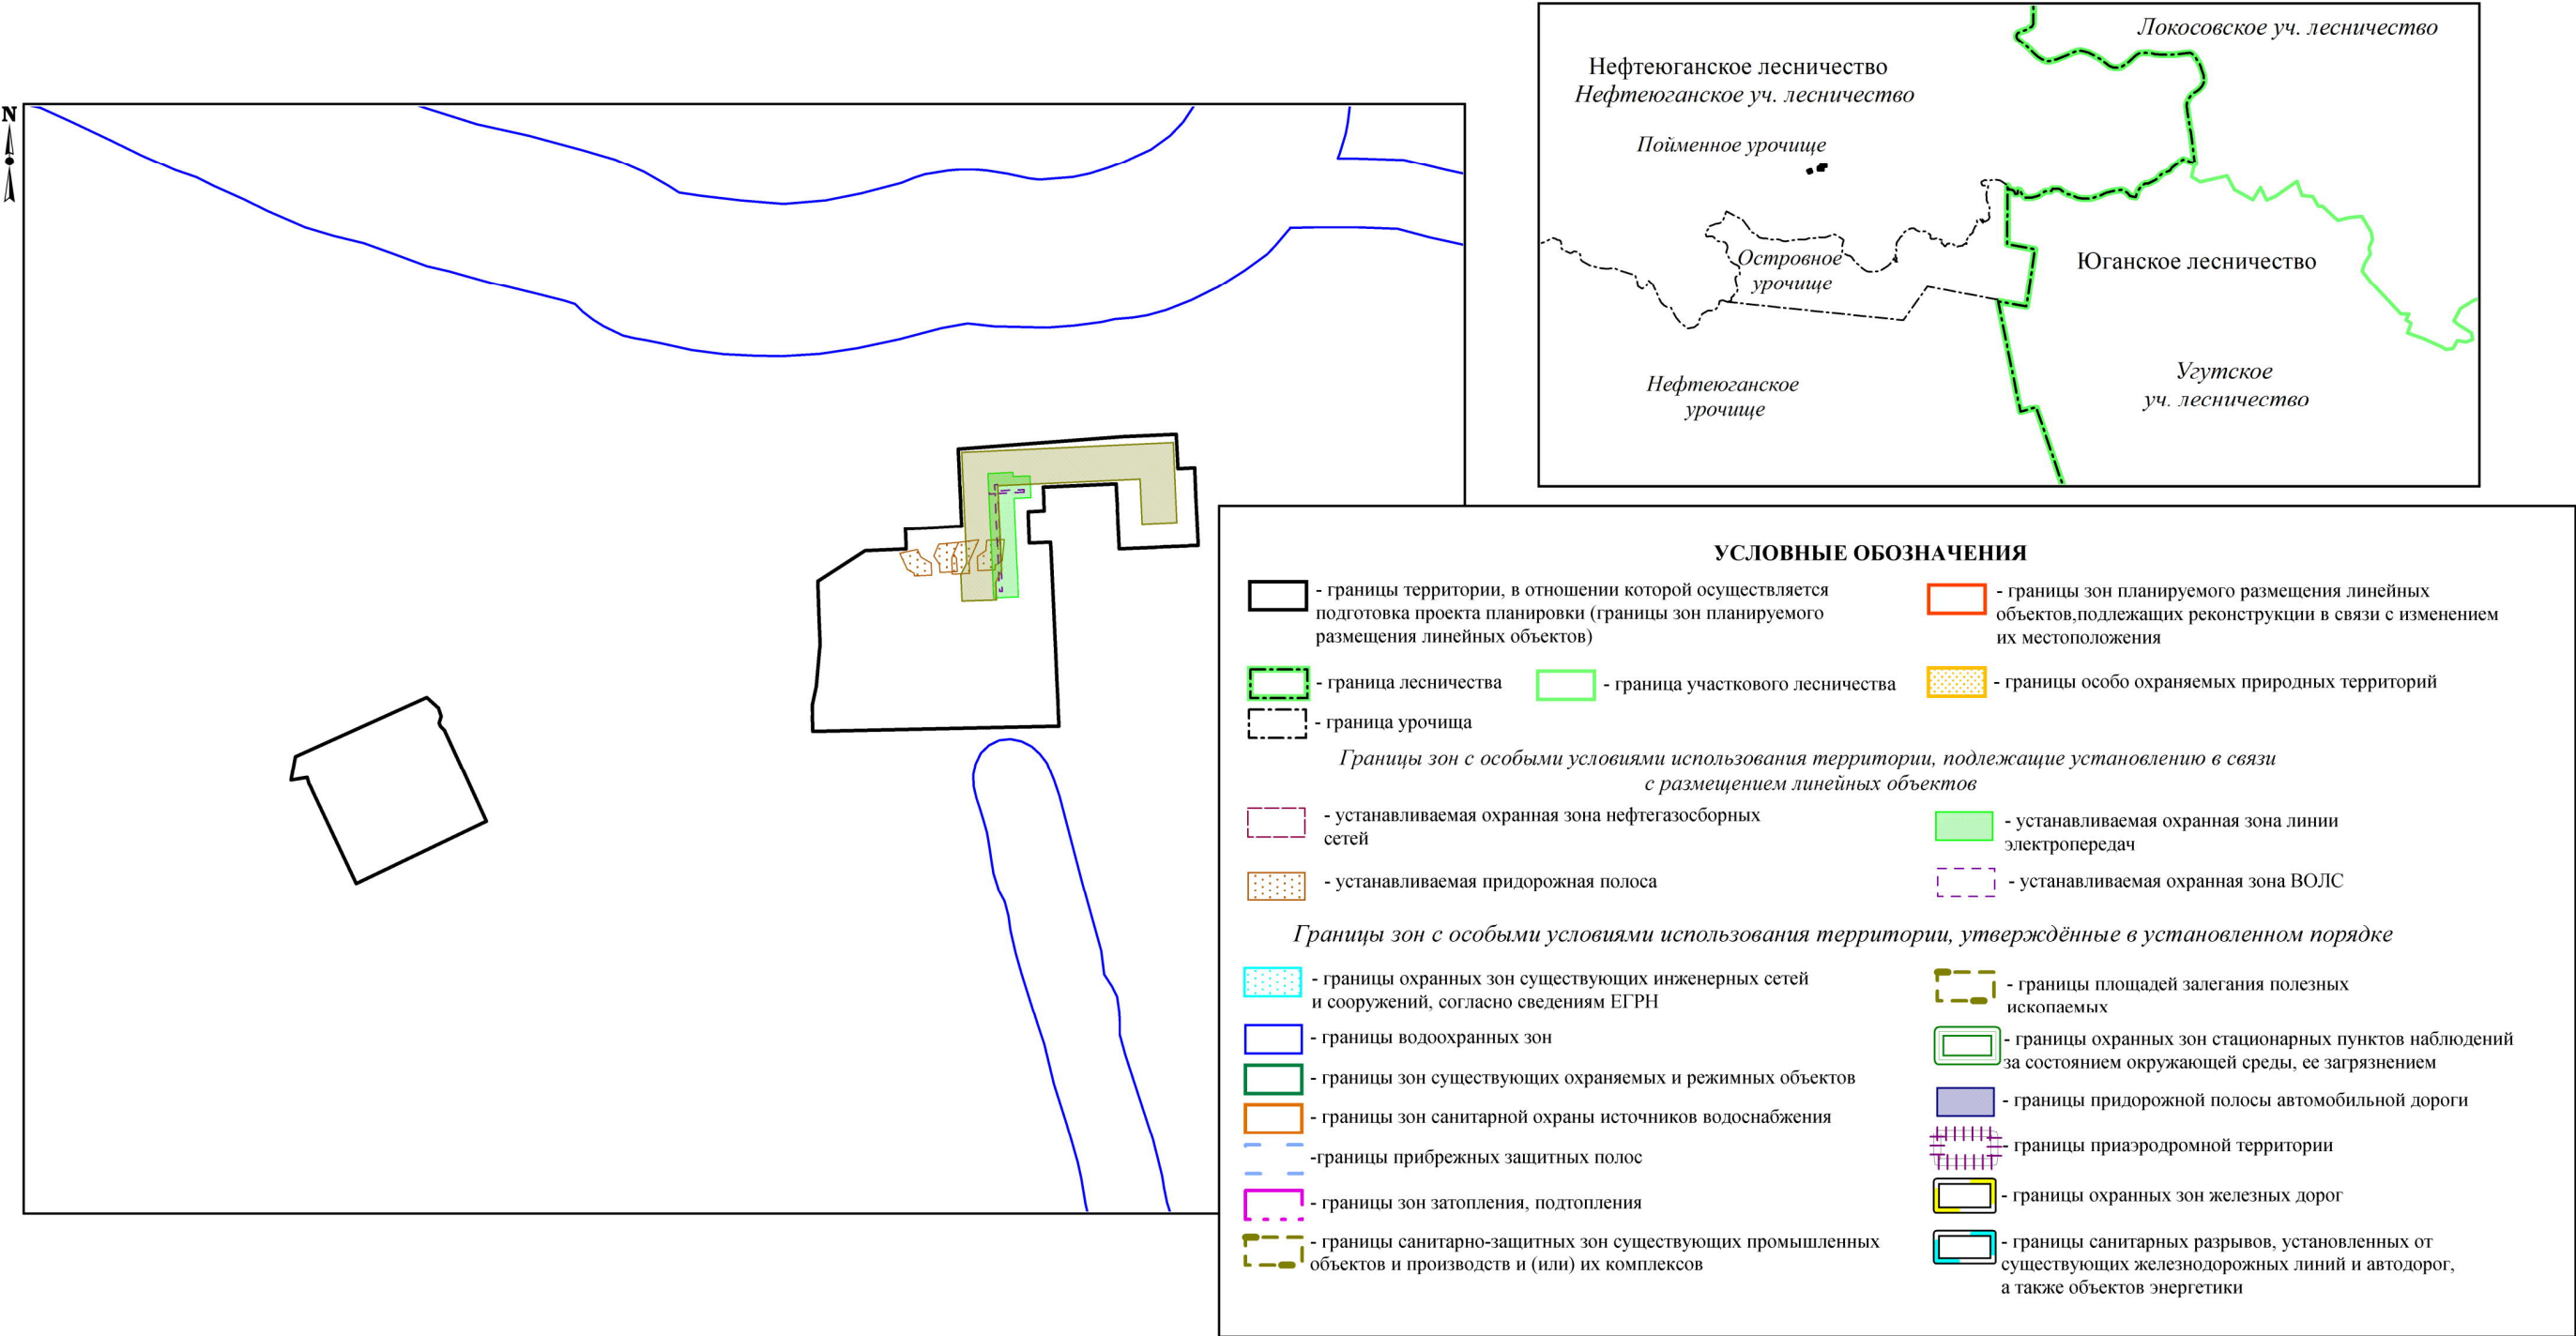 N
Локосовское уч. лесничество
Нефтеюганское лесничество
Нефтеюганское уч. лесничество
Пойменное урочище
Островное
урочище
Юганское лесничество
Нефтеюганское
урочище
Угутское
уч. лесничество
УСЛОВНЫЕ ОБОЗНАЧЕНИЯ
- границы территории, в отношении которой осуществляется
подготовка проекта планировки (границы зон планируемого
размещения линейных объектов)
- границы зон планируемого размещения линейных
объектов,подлежащих реконструкции в связи с изменением
их местоположения
- граница лесничества
- граница участкового лесничества
- границы особо охраняемых природных территорий
- граница урочища
Границы зон с особыми условиями использования территории, подлежащие установлению в связи
с размещением линейных объектов
- устанавливаемая охранная зона нефтегазосборных
сетей
- устанавливаемая охранная зона линии
электропередач
- устанавливаемая придорожная полоса
- устанавливаемая охранная зона ВОЛС
Границы зон с особыми условиями использования территории, утверждённые в установленном порядке
- границы охранных зон существующих инженерных сетей
и сооружений, согласно сведениям ЕГРН
- границы площадей залегания полезных
ископаемых
- границы водоохранных зон
- границы охранных зон стационарных пунктов наблюдений
за состоянием окружающей среды, ее загрязнением
- границы зон существующих охраняемых и режимных объектов
- границы придорожной полосы автомобильной дороги
- границы зон санитарной охраны источников водоснабжения
- границы приаэродромной территории
-границы прибрежных защитных полос
- границы охранных зон железных дорог
- границы зон затопления, подтопления
- границы санитарно-защитных зон существующих промышленных
объектов и производств и (или) их комплексов
- границы санитарных разрывов, установленных от
существующих железнодорожных линий и автодорог,
а также объектов энергетики